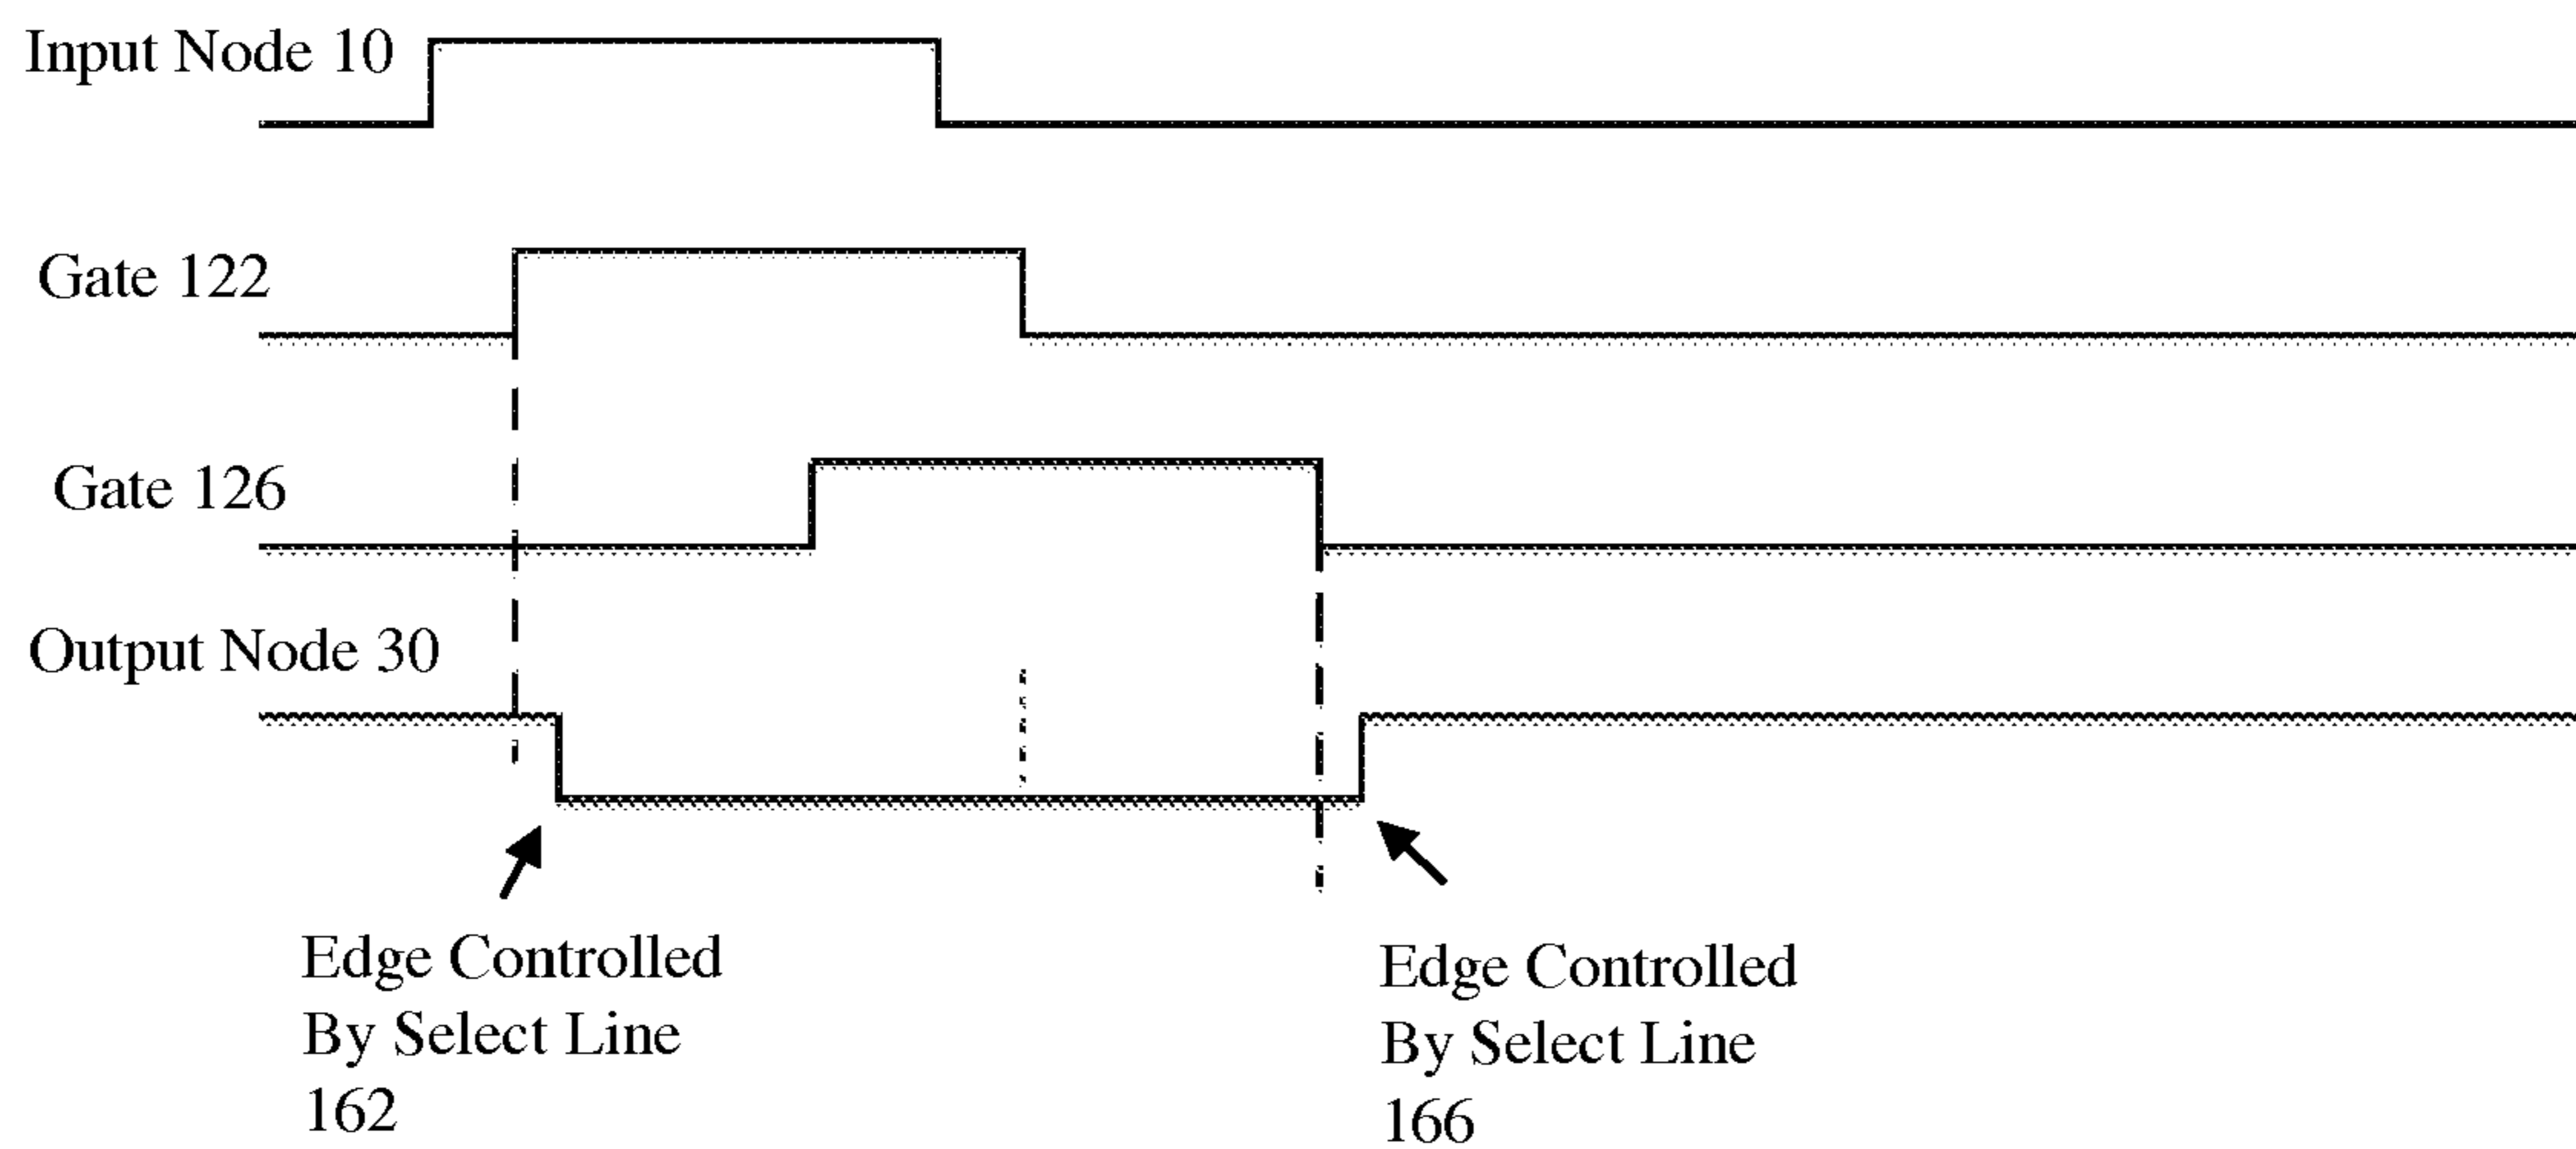 Input Node 10
Gate 122
Gate 126
Output Node 30
Edge Controlled
By Select Line
162
Edge Controlled
By Select Line
166